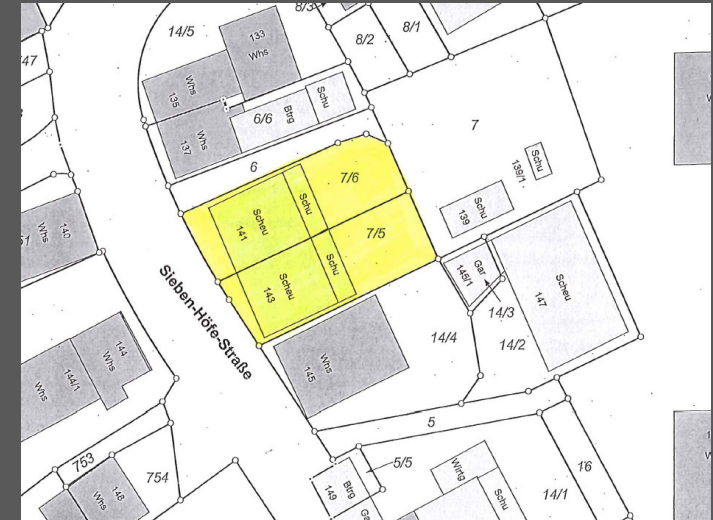 8/3
14/5
133
Whs
8/2
8/1
Whs
135
Schu
Btrg
6/6
Whs
137
7
6
7/6
139/1
Schu
Schu
139
Scheu
141
Schu
7/5
140
Whs
Sieben-Höfe-Straße
Scheu
143
Schu
Gar
145/1
14/3
Scheu
147
144
Whs
144/1
Whs
Whs
145
14/4
14/2
5
753
754
148
Whs
5/5
Btrg
149
Wirtg
Schu
14/1
16